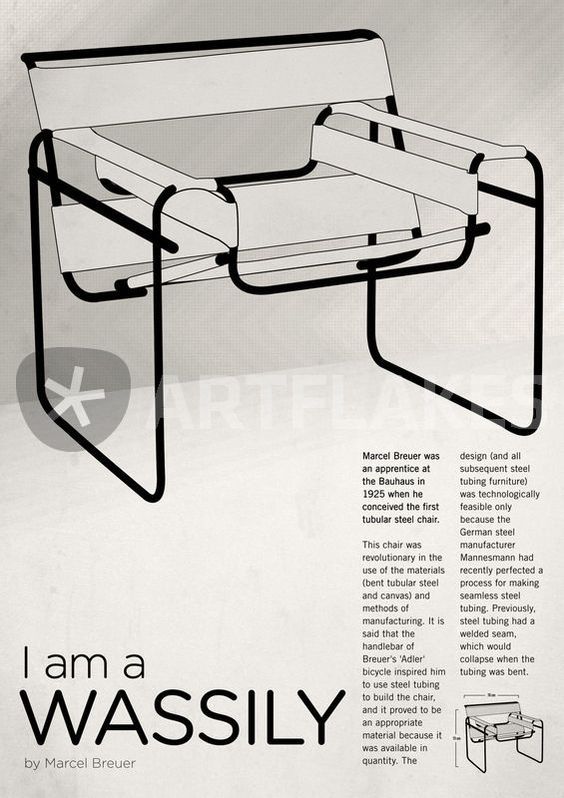 ARTFLAKES
Marcel Breuer was
an apprentice at
the Bauhaus in
1925 when he
conceived the first
tubular steel chair.
This chair was
revolutionary in the
use of the materials
(bent tubular steel
and canvas) and
methods of
manufacturing. It is
said that the
handlebar of
Breuer's 'Adler'
bicycle inspired him
to use steel tubing
to build the chair,
and it proved to be
an appropriate
material because it
was available in
quantity. The
design (and all
subsequent steel
tubing furniture)
was technologically
feasible only
because the
German steel
manufacturer
Mannesmann had
recently perfected a
process for making
seamless steel
tubing. Previously,
steel tubing had a
welded seam,
which would
collapse when the
tubing was bent.
I am a
WASSILY
by Marcel Breuer